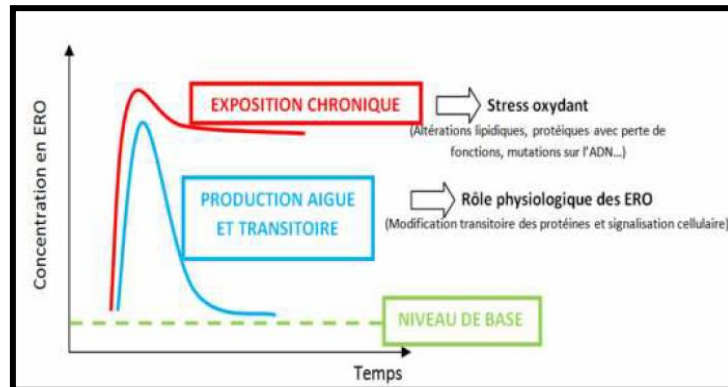 Concentration en ERO
EXPOSITION CHRONIQUE
Stress oxydant
(Altérations lipidiques, protéiques avec perte de
fonctions, mutations sur l'ADN...)
PRODUCTION AIGUE
ET TRANSITOIRE
Rôle physiologique des ERO
(Modification transitoire des protéines et signalisation cellulaire)
NIVEAU DE BASE
Temps